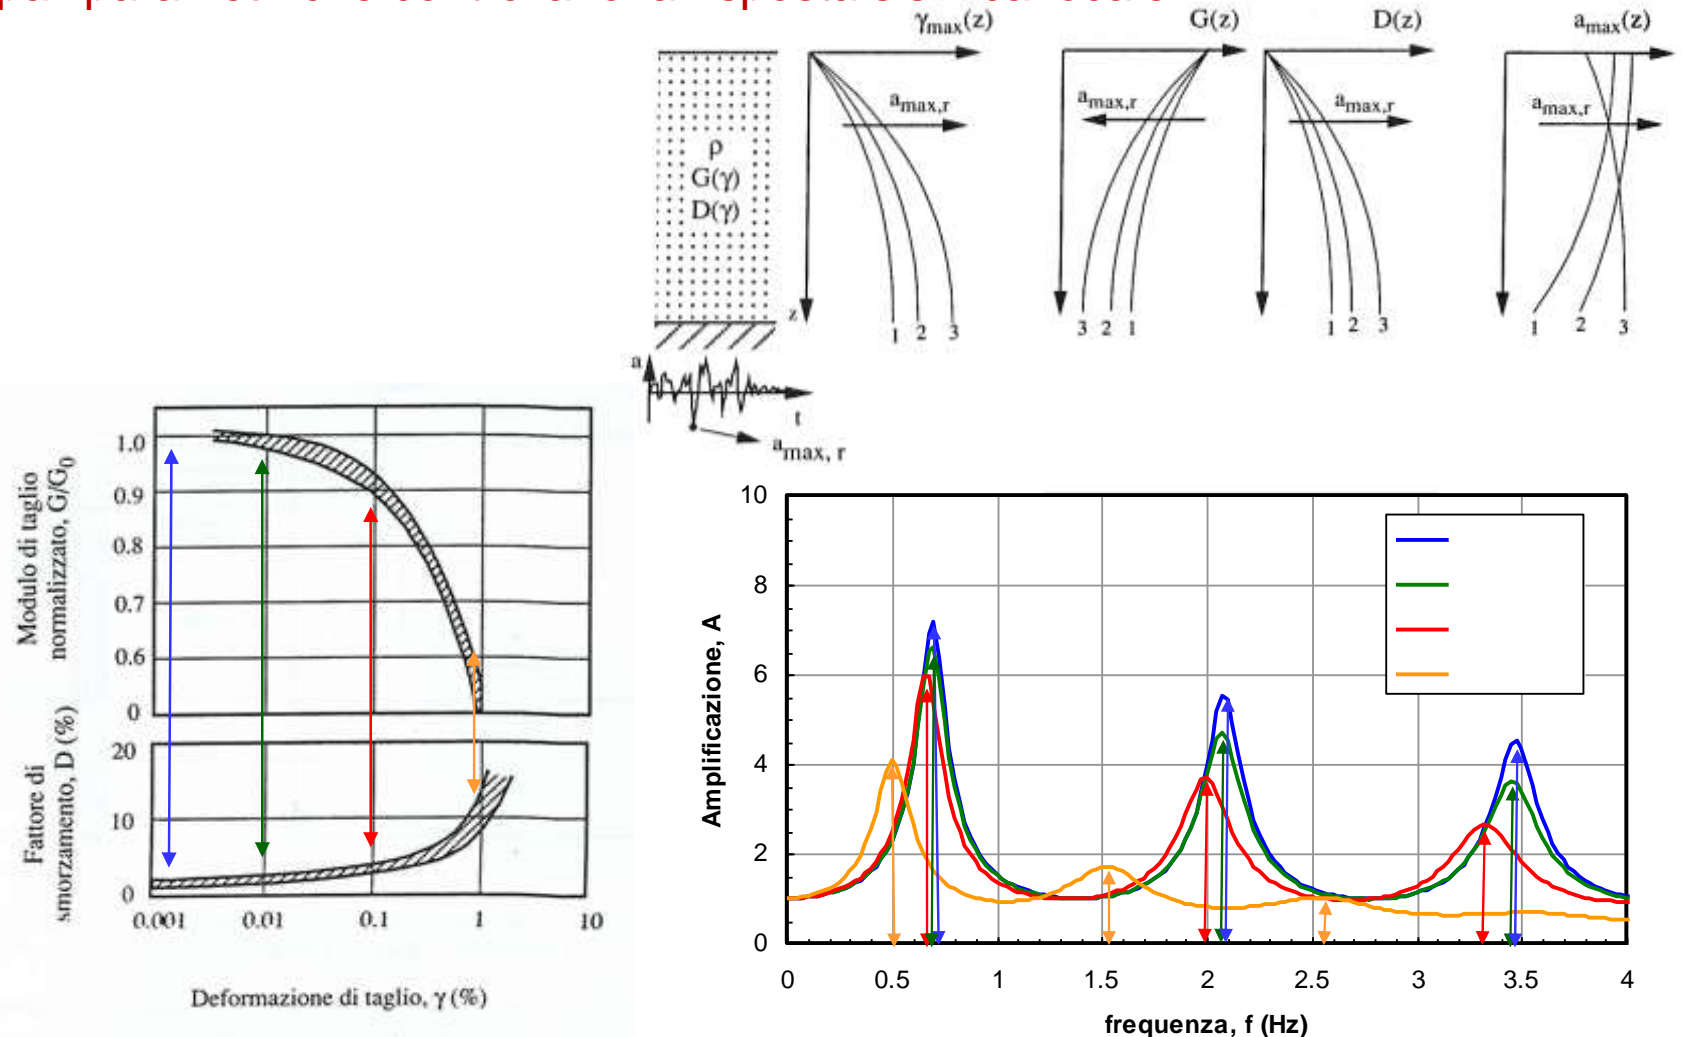 γmax(z)
G(z)
D(z)
amax(z)
amax,r
amax,r
amax,r
amax,r
ρ
G(γ)
D(γ)
z
1 2 3
3 2 1
1 2 3
1 2 3
a
t
amax, r
Modulo di taglio
normalizzato, G/G0
1.0
0.9
0.8
0.7
0.6
0
Fattore di
smorzamento, D (%)
20
10
0
0.001 0.01 0.1 1 10
Deformazione di taglio, γ (%)
Amplificazione, A
10
8
6
4
2
0
0 0.5 1 1.5 2 2.5 3 3.5 4
frequenza, f (Hz)